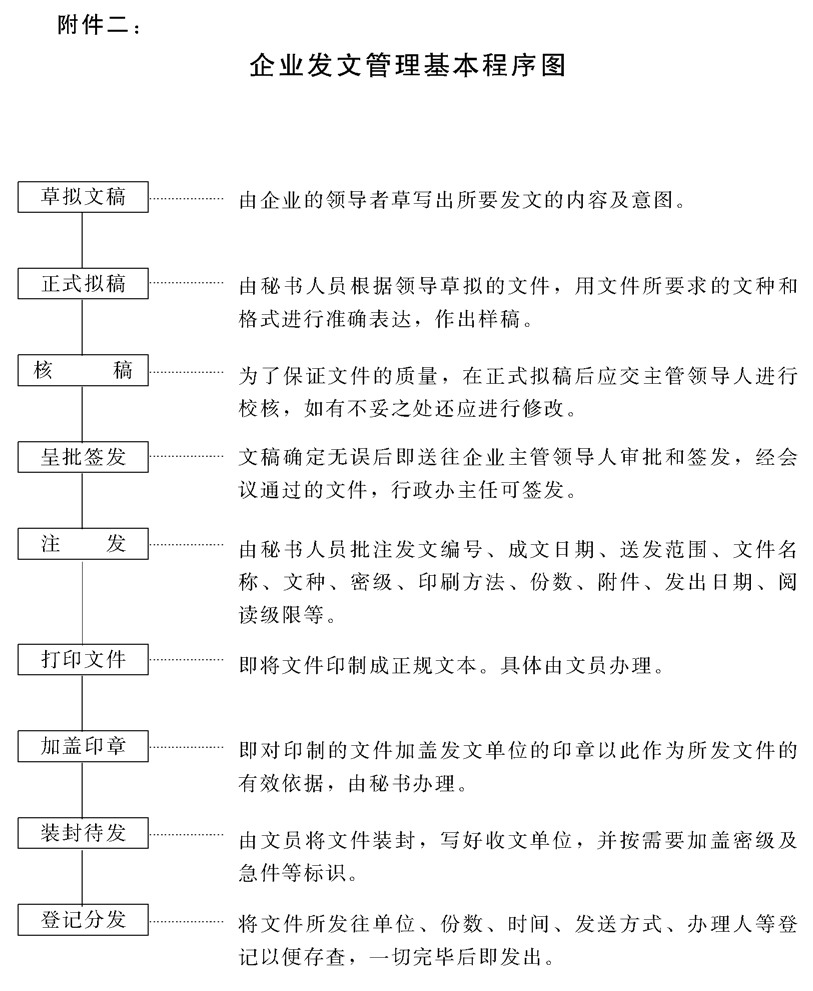 附件二：
企业发文管理基本程序图
草拟文稿
由企业的领导者草写出所要发文的内容及意图。
正式拟稿
由秘书人员根据领导草拟的文件，用文件所要求的文种和
格式进行准确表达，作出样稿。
核 稿
为了保证文件的质量，在正式拟稿后应交主管领导人进行
校核，如有不妥之处还应进行修改。
呈批签发
文稿确定无误后即送往企业主管领导人审批和签发，经会
议通过的文件，行政办主任可签发。
注 发
由秘书人员批注发文编号、成文日期、送发范围、文件名
称、文种、密级、印刷方法、份数、附件、发出日期、阅
读级限等。
打印文件
即将文件印制成正规文本。具体由文员办理。
加盖印章
即对印制的文件加盖发文单位的印章以此作为所发文件的
有效依据，由秘书办理。
装封待发
由文员将文件装封，写好收文单位，并按需要加盖密级及
急件等标识。
登记分发
将文件所发往单位、份数、时间、发送方式、办理人等登
记以便存查，一切完毕后即发出。